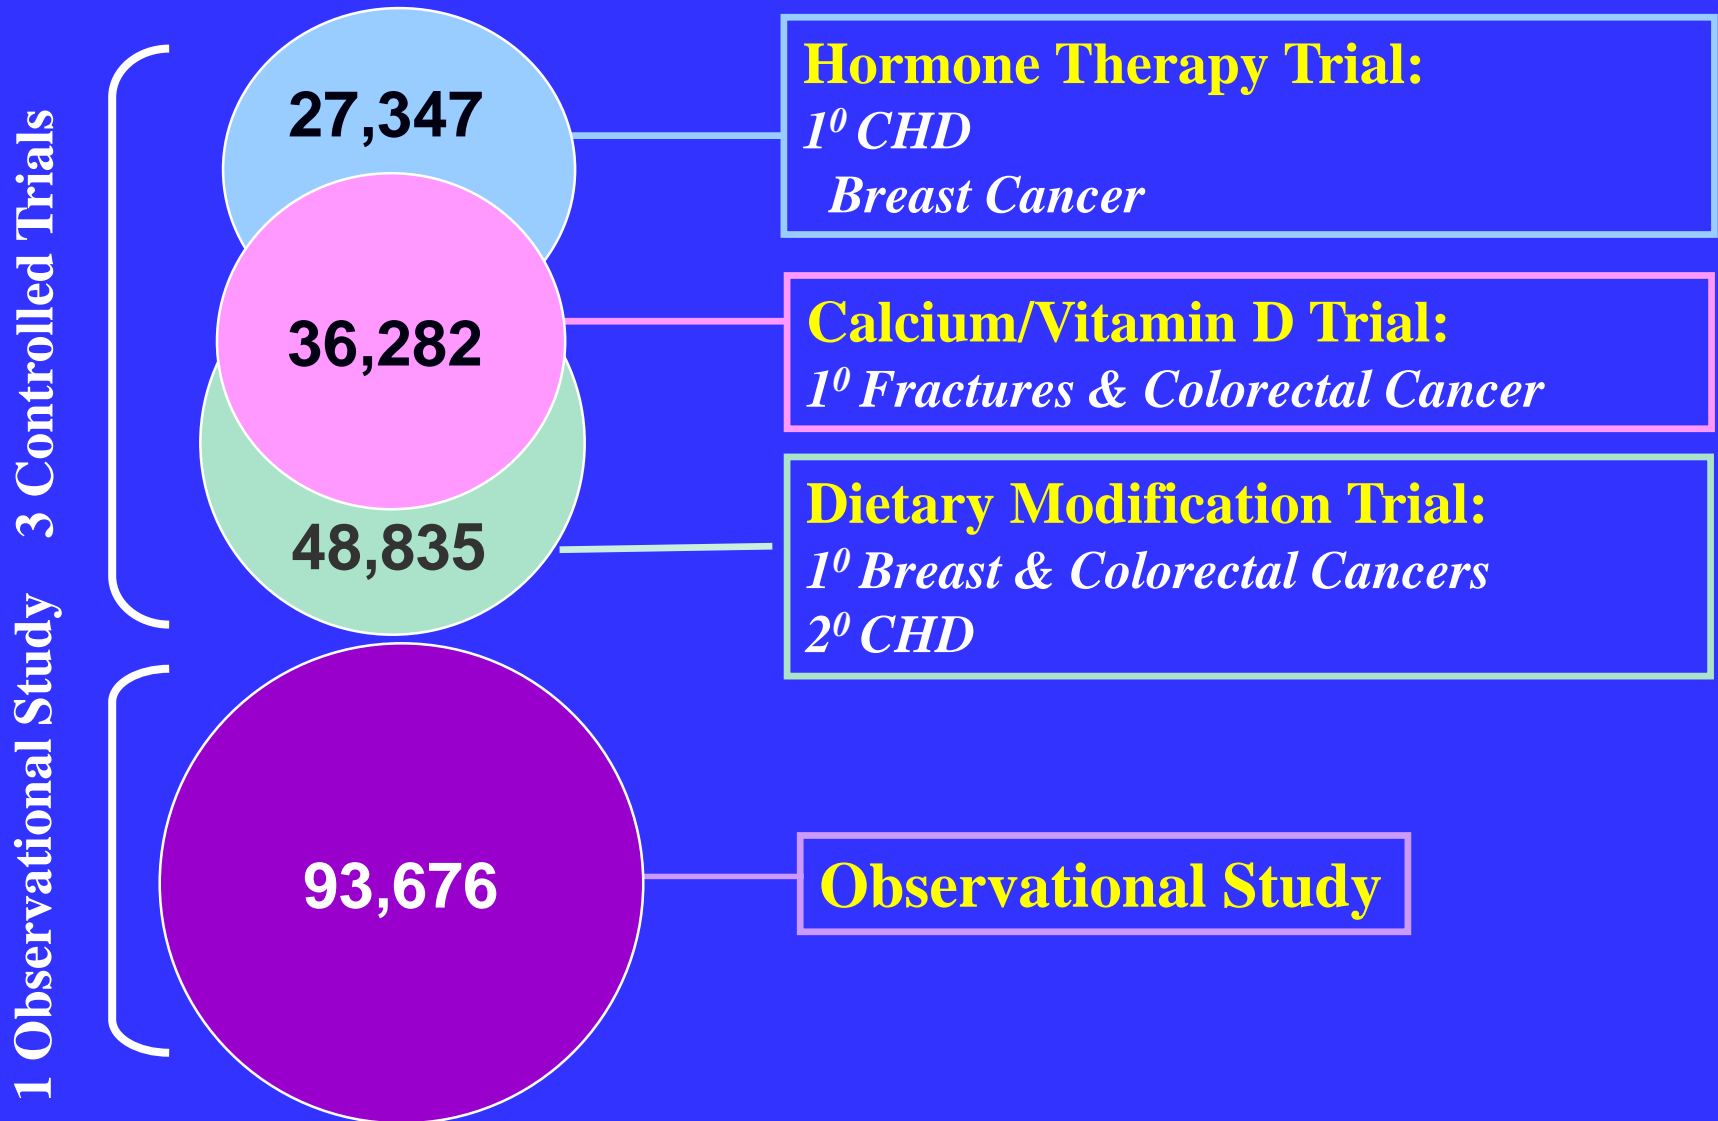 3 Controlled Trials
27,347
Hormone Therapy Trial:
1⁰ CHD
Breast Cancer
36,282
Calcium/Vitamin D Trial:
1⁰ Fractures & Colorectal Cancer
48,835
Dietary Modification Trial:
1⁰ Breast & Colorectal Cancers
2⁰ CHD
1 Observational Study
93,676
Observational Study